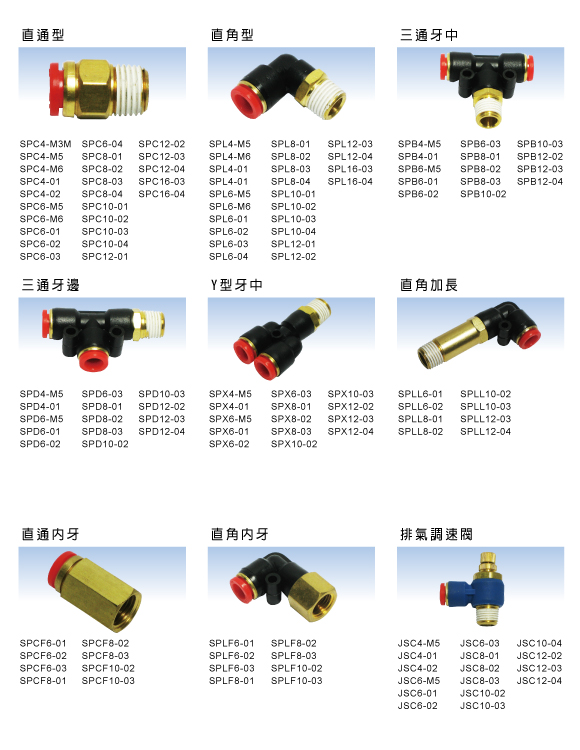 直通型
SPC4-M3M SPC6-04 SPC12-02
SPC4-M5 SPC8-01 SPC12-03
SPC4-M6 SPC8-02 SPC12-04
SPC4-01 SPC8-03 SPC16-03
SPC4-02 SPC8-04 SPC16-04
SPC6-M5 SPC10-01
SPC6-M6 SPC10-02
SPC6-01 SPC10-03
SPC6-02 SPC10-04
SPC6-03 SPC12-01
直角型
SPL4-M5 SPL8-01 SPL12-03
SPL4-M6 SPL8-02 SPL12-04
SPL4-01 SPL8-03 SPL16-03
SPL4-01 SPL8-04 SPL16-04
SPL6-M5 SPL10-01
SPL6-M6 SPL10-02
SPL6-01 SPL10-03
SPL6-02 SPL10-04
SPL6-03 SPL12-01
SPL6-04 SPL12-02
三通牙中
SPB4-M5 SPB6-03 SPB10-03
SPB4-01 SPB8-01 SPB12-02
SPB6-M5 SPB8-02 SPB12-03
SPB6-01 SPB8-03 SPB12-04
SPB6-02 SPB10-02
三通牙邊
SPD4-M5 SPD6-03 SPD10-03
SPD4-01 SPD8-01 SPD12-02
SPD6-M5 SPD8-02 SPD12-03
SPD6-01 SPD8-03 SPD12-04
SPD6-02 SPD10-02
Y型牙中
SPX4-M5 SPX6-03 SPX10-03
SPX4-01 SPX8-01 SPX12-02
SPX6-M5 SPX8-02 SPX12-03
SPX6-01 SPX8-03 SPX12-04
SPX6-02 SPX10-02
直角加長
SPLL6-01 SPLL10-02
SPLL6-02 SPLL10-03
SPLL8-01 SPLL12-03
SPLL8-02 SPLL12-04
直通內牙
SPCF6-01 SPCF8-02
SPCF6-02 SPCF8-03
SPCF6-03 SPCF10-02
SPCF8-01 SPCF10-03
直角內牙
SPLF6-01 SPLF8-02
SPLF6-02 SPLF8-03
SPLF6-03 SPLF10-02
SPLF8-01 SPLF10-03
排氣調速閥
JSC4-M5 JSC6-03 JSC10-04
JSC4-01 JSC8-01 JSC12-02
JSC4-02 JSC8-02 JSC12-03
JSC6-M5 JSC8-03 JSC12-04
JSC6-01 JSC10-02
JSC6-02 JSC10-03